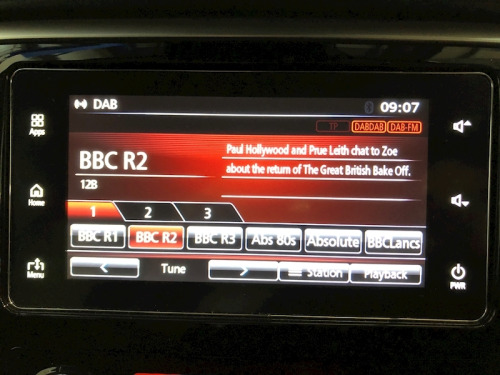 DAB
09:07
TP
DABDAB
DAB-FM
Apps
BBC R2
Paul Hollywood and Prue Leith chat to Zoe
about the return of The Great British Bake Off.
12B
Home
1 2 3
BBC R1 BBC R2 BBC R3 Abs 80s Absolute BBCLancs
Menu
< Tune > Station Playback
PWR